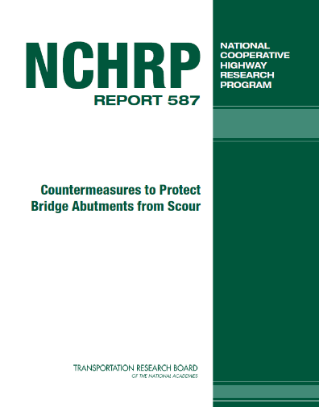 NCHRP
REPORT 587
NATIONAL
COOPERATIVE
HIGHWAY
RESEARCH
PROGRAM
Countermeasures to Protect
Bridge Abutments from Scour
TRANSPORTATION RESEARCH BOARD
OF THE NATIONAL ACADEMIES